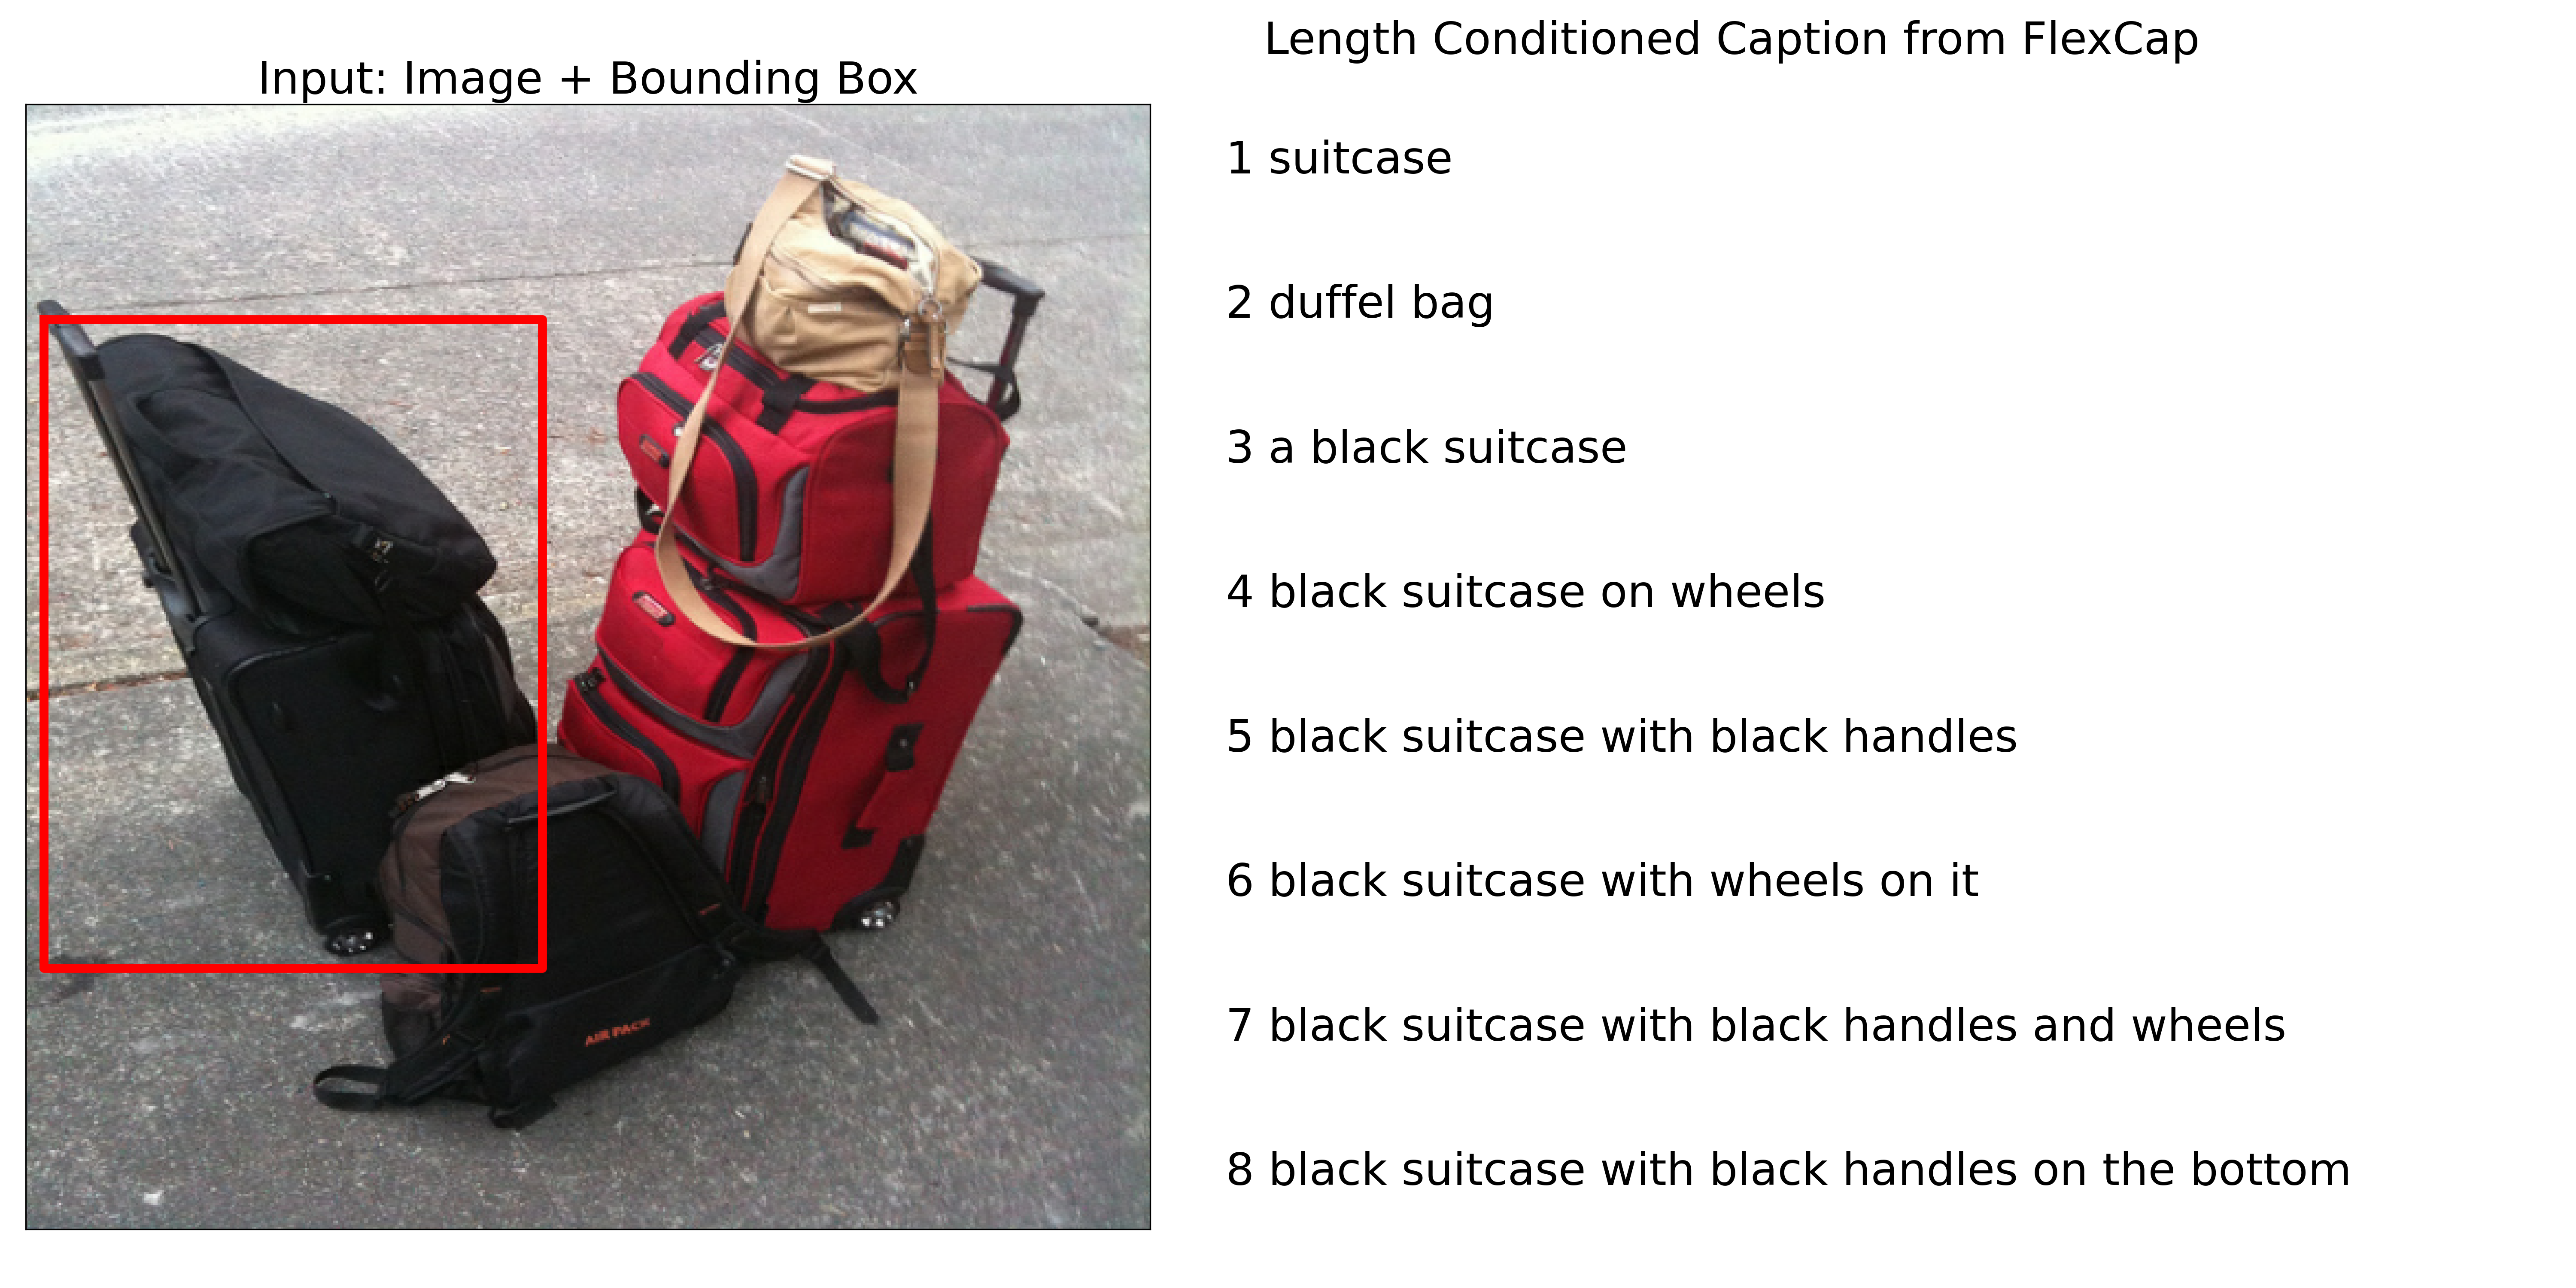 Length Conditioned Caption from FlexCap
Input: Image + Bounding Box
1 suitcase
2 duffel bag
3 a black suitcase
4 black suitcase on wheels
5 black suitcase with black handles
6 black suitcase with wheels on it
7 black suitcase with black handles and wheels
8 black suitcase with black handles on the bottom
AIR PACK